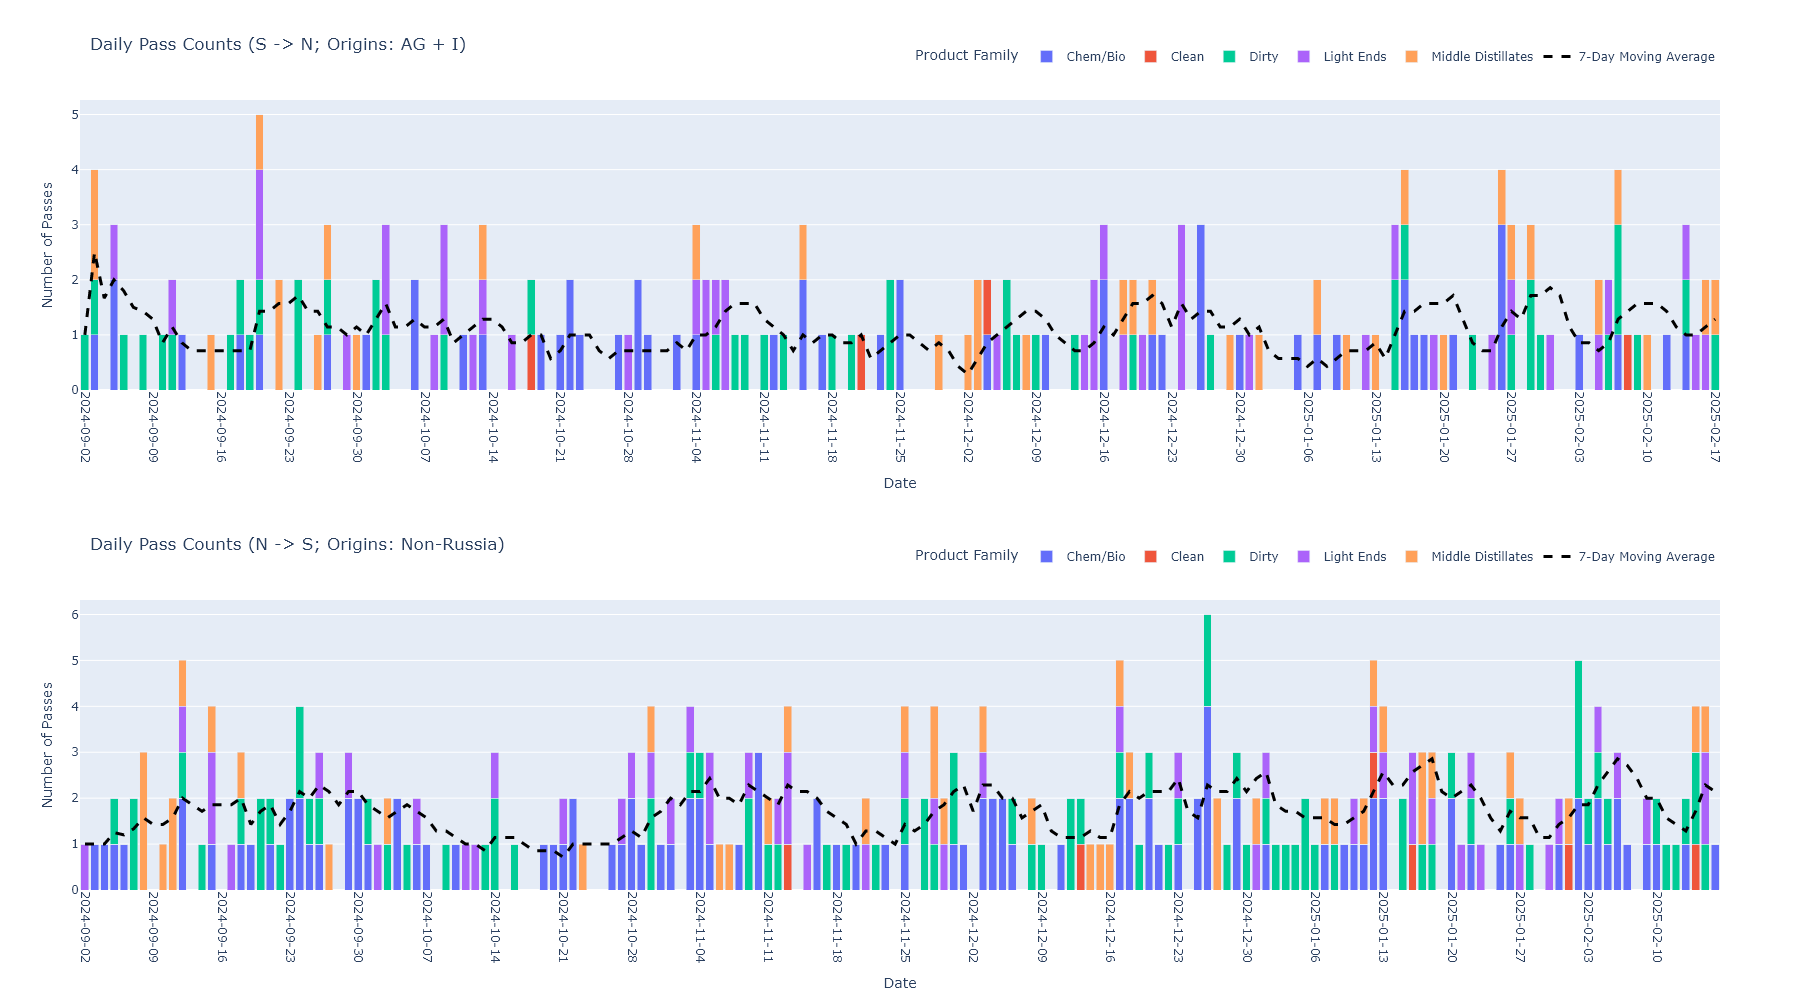 Daily Pass Counts (S -> N; Origins: AG + I)
Product Family Chem/Bio Clean Dirty Light Ends Middle Distillates 7-Day Moving Average
Number of Passes
5
4
3
2
1
0
2024-09-02 2024-09-09 2024-09-16 2024-09-23 2024-09-30 2024-10-07 2024-10-14 2024-10-21 2024-10-28 2024-11-04 2024-11-11 2024-11-18 2024-11-25 2024-12-02 2024-12-09 2024-12-16 2024-12-23 2024-12-30 2025-01-06 2025-01-13 2025-01-20 2025-01-27 2025-02-03 2025-02-10 2025-02-17
Date
Daily Pass Counts (N -> S; Origins: Non-Russia)
Product Family Chem/Bio Clean Dirty Light Ends Middle Distillates 7-Day Moving Average
Number of Passes
6
5
4
3
2
1
0
2024-09-02 2024-09-09 2024-09-16 2024-09-23 2024-09-30 2024-10-07 2024-10-14 2024-10-21 2024-10-28 2024-11-04 2024-11-11 2024-11-18 2024-11-25 2024-12-02 2024-12-09 2024-12-16 2024-12-23 2024-12-30 2025-01-06 2025-01-13 2025-01-20 2025-01-27 2025-02-03 2025-02-10
Date